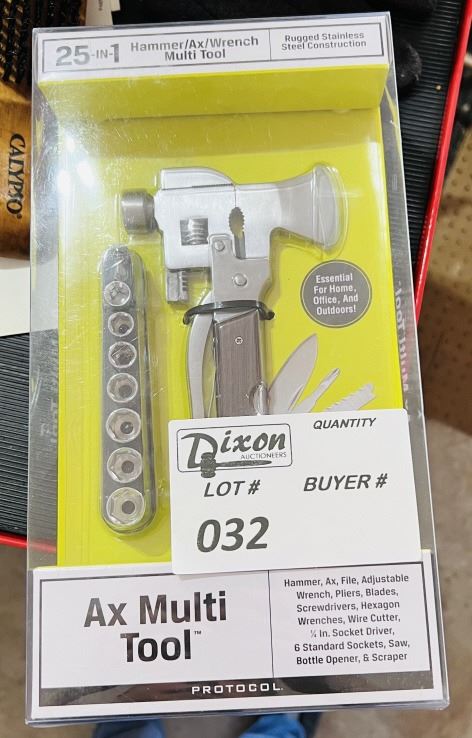 25-IN-1
Hammer/Ax/Wrench
Multi Tool
Rugged Stainless
Steel Construction
CALYPSO
Essential
For Home,
Office, And
Outdoors!
QUANTITY
Dixon
AUCTIONEERS
LOT #
BUYER #
032
Ax Multi
Tool™
Hammer, Ax, File, Adjustable
Wrench, Pliers, Blades,
Screwdrivers, Hexagon
Wrenches, Wire Cutter,
¼ In. Socket Driver,
6 Standard Sockets, Saw,
Bottle Opener, & Scraper
PROTOCOL.